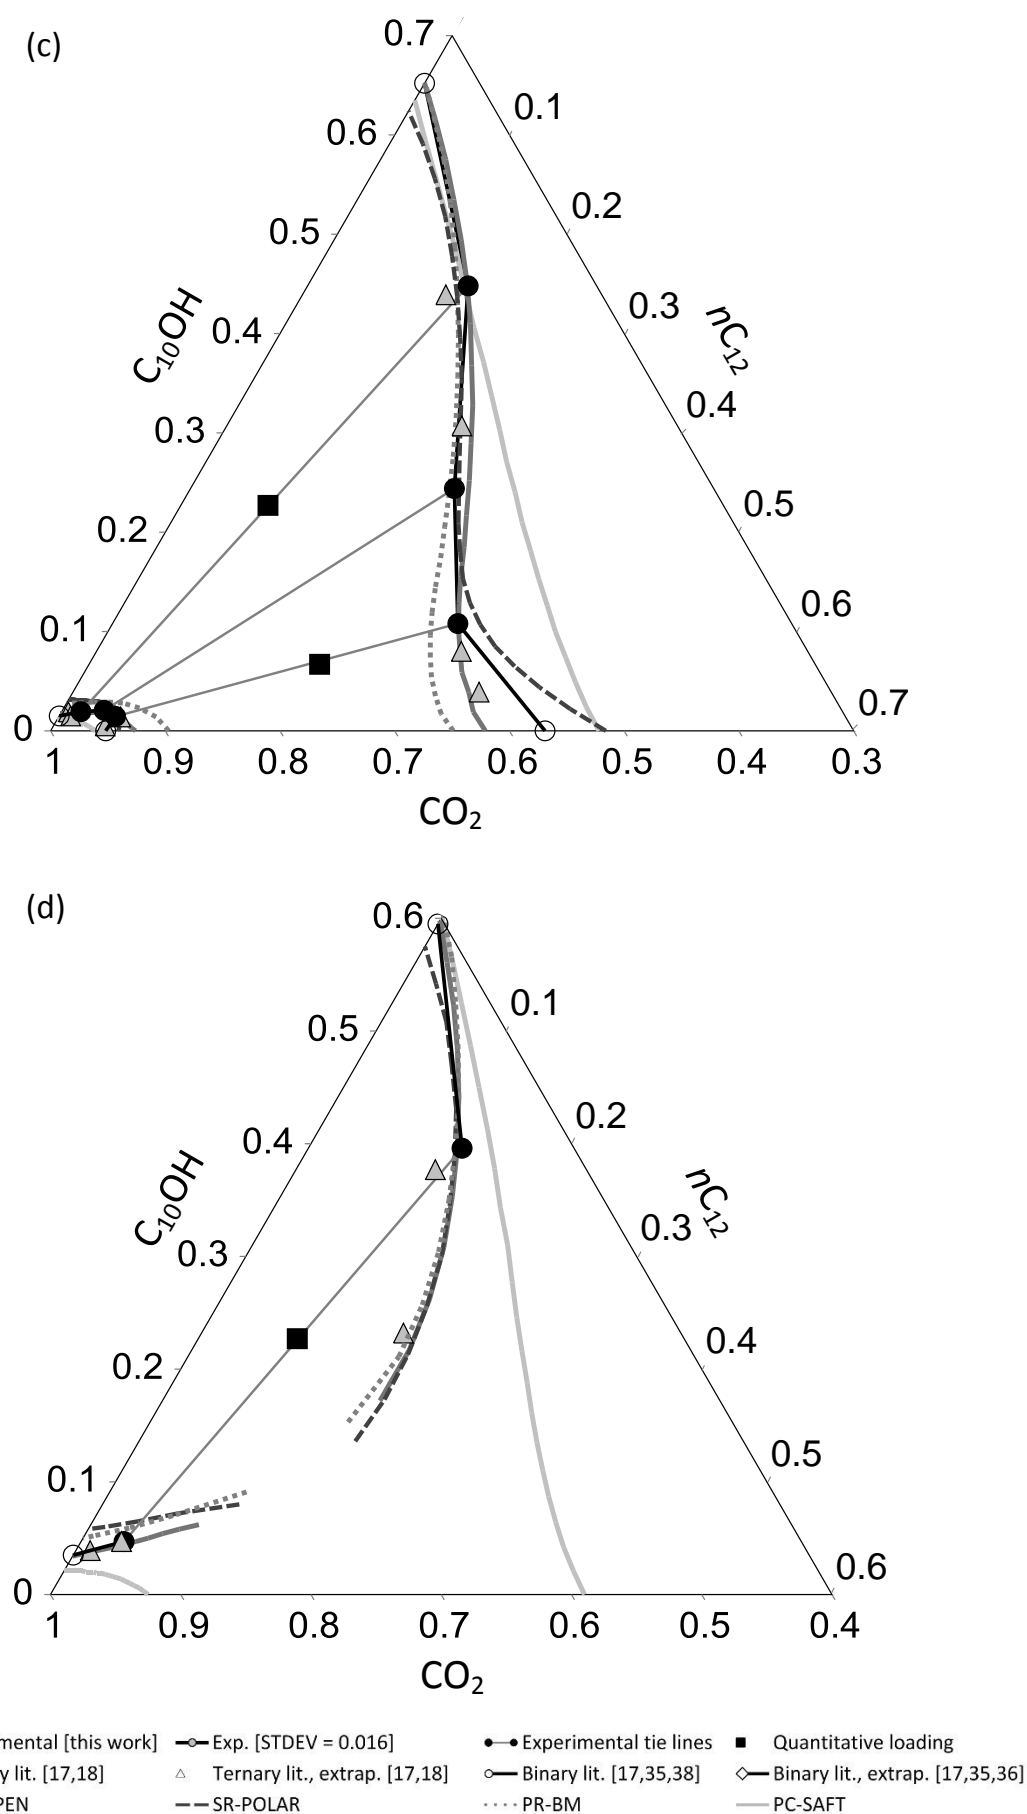 (c)
0.7
0.1
0.6
0.2
0.5
C₁₀OH
0.3
nC₁₂
0.4
0.4
0.3
0.5
0.2
0.6
0.1
0.7
0
1 0.9 0.8 0.7 0.6 0.5 0.4 0.3
CO₂
(d)
0.6
0.1
0.5
0.2
0.4
C₁₀OH
nC₁₂
0.3
0.3
0.4
0.2
0.5
0.1
0.6
0
1 0.9 0.8 0.7 0.6 0.5 0.4
CO₂
mental [this work] Exp. [STDEV = 0.016] Experimental tie lines Quantitative loading
y lit. [17,18] Ternary lit., extrap. [17,18] Binary lit. [17,35,38] Binary lit., extrap. [17,35,36]
PEN SR-POLAR PR-BM PC-SAFT